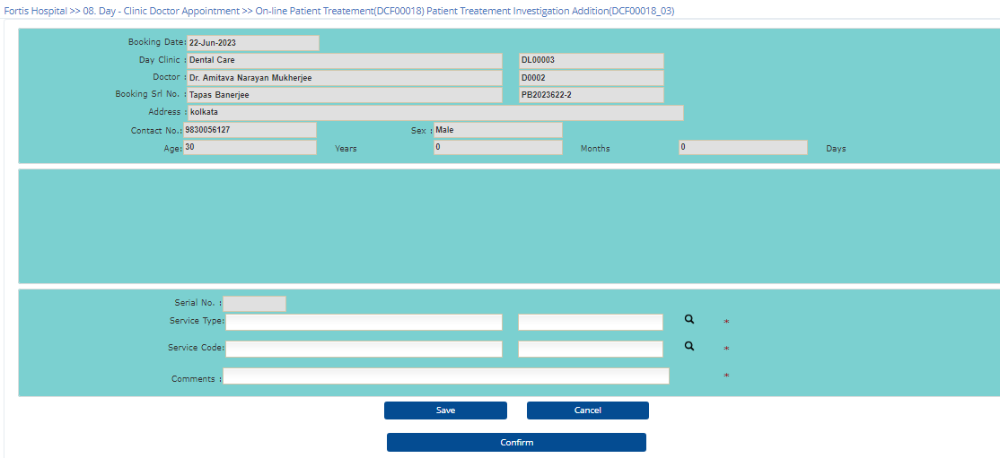 Fortis Hospital >> 08. Day - Clinic Doctor Appointment >> On-line Patient Treatement(DCF00018) Patient Treatement Investigation Addition(DCF00018_03)
Booking Date: 22-Jun-2023
Day Clinic : Dental Care DL00003
Doctor : Dr. Amitava Narayan Mukherjee D0002
Booking Srl No. : Tapas Banerjee PB2023622-2
Address : kolkata
Contact No.: 9830056127 Sex : Male
Age: 30 Years 0 Months 0 Days
Serial No. :
Service Type: *
Service Code: *
Comments : *
Save Cancel
Confirm